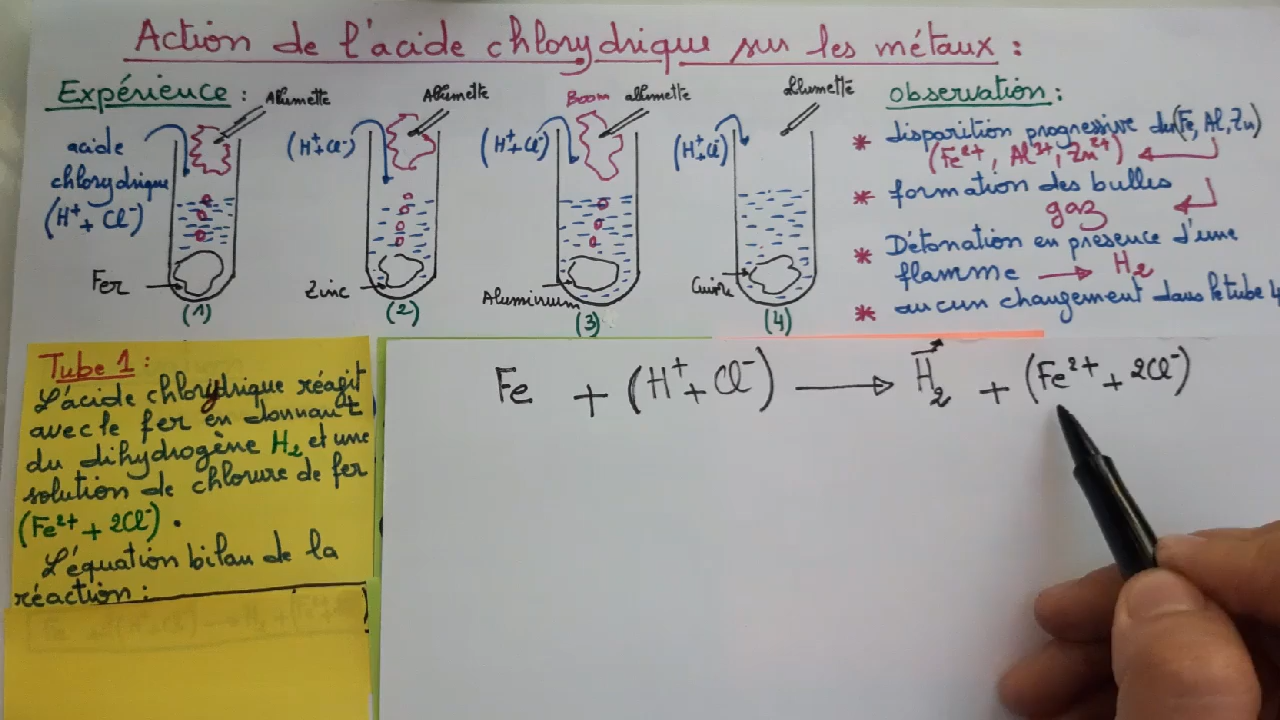 Action de l'acide chlorydrique sur les métaux :
Expérience :
Allumette
Allumette
Boom allumette
Allumette
acide
chlorydrique
(H⁺ + Cl⁻)
(H⁺+Cl⁻)
(H⁺+Cl⁻)
(H⁺+Cl⁻)
Fer
Zinc
Aluminium
Cuivre
(1)
(2)
(3)
(4)
Observation :
* disparition progressive du (Fe, Al, Zn)
(Fe²⁺, Al³⁺, Zn²⁺)
* formation des bulles
gaz
* Détonation en présence d'une
flamme → H₂
* aucun changement dans le tube 4
Tube 1 :
L'acide chlorydrique réagit
avec le fer en donnant
du dihydrogène H₂ et une
solution de chlorure de fer
(Fe²⁺ + 2Cl⁻).
L'équation bilan de la
réaction :
Fe + (H⁺ + Cl⁻) → H₂ + (Fe²⁺ + 2Cl⁻)